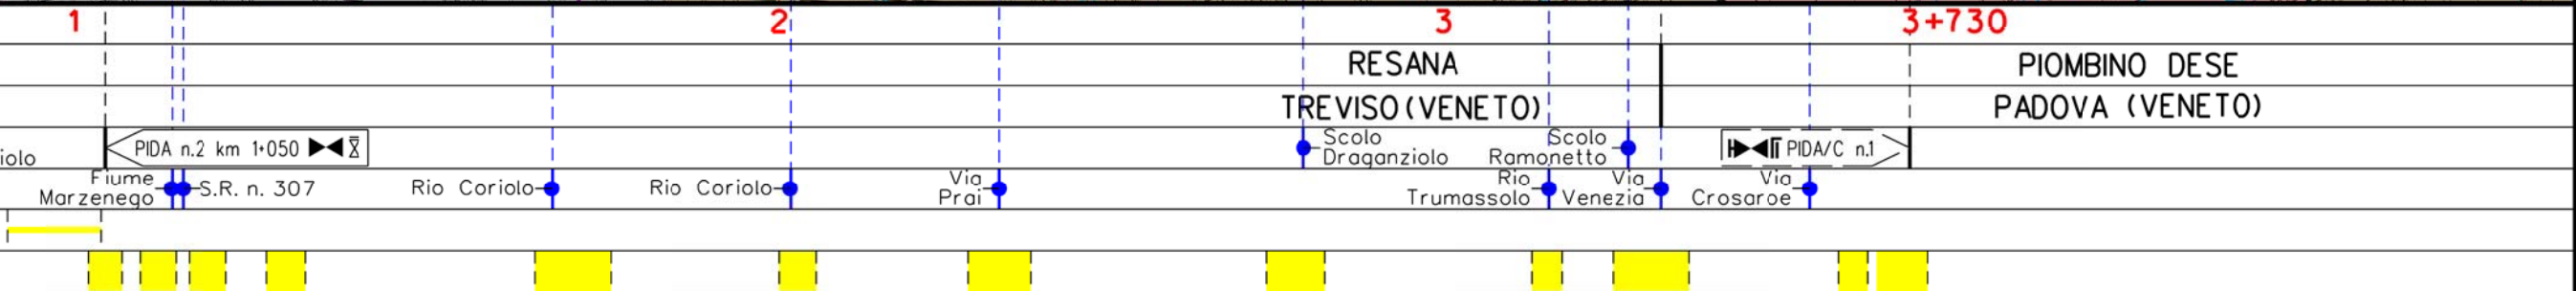 1 2 3 3+730
RESANA PIOMBINO DESE
TREVISO (VENETO) PADOVA (VENETO)
iolo
PIDA n.2 km 1+050
Scolo
Draganziolo
Scolo
Ramonetto
PIDA/C n.1
Fiume
Marzenego
S.R. n. 307
Rio Coriolo
Rio Coriolo
Via
Prai
Rio
Trumassolo
Via
Venezia
Via
Crosaroe